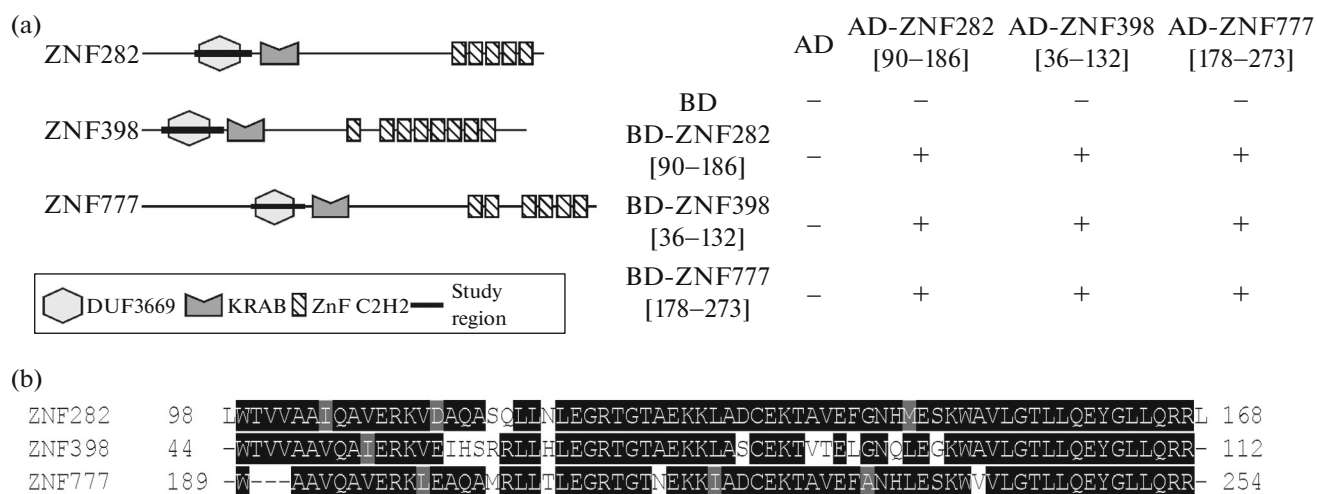 (a)
ZNF282
ZNF398
ZNF777
DUF3669 KRAB ZnF C2H2 Study region
AD AD-ZNF282 [90–186] AD-ZNF398 [36–132] AD-ZNF777 [178–273]
BD – – – –
BD-ZNF282 [90–186] – + + +
BD-ZNF398 [36–132] – + + +
BD-ZNF777 [178–273] – + + +
(b)
ZNF282 98 LWTVVAAIQAVERKVDAQASQLLNLEGRTGTAEKKLADCEKTAVEFGNHMESKWAVLGTLLQEYGLLQRRL 168
ZNF398 44 -WTVVAAVQAIERKVEIHSRRLLHLEGRTGTAEKKLASCEKTVTELGNQLEGKWAVLGTLLQEYGLLQRR- 112
ZNF777 189 -W---AAVQAVERKLEAQAMRLLTLEGRTGTNEKKIADCEKTAVEFANHLESKWVVLGTLLQEYGLLQRR- 254